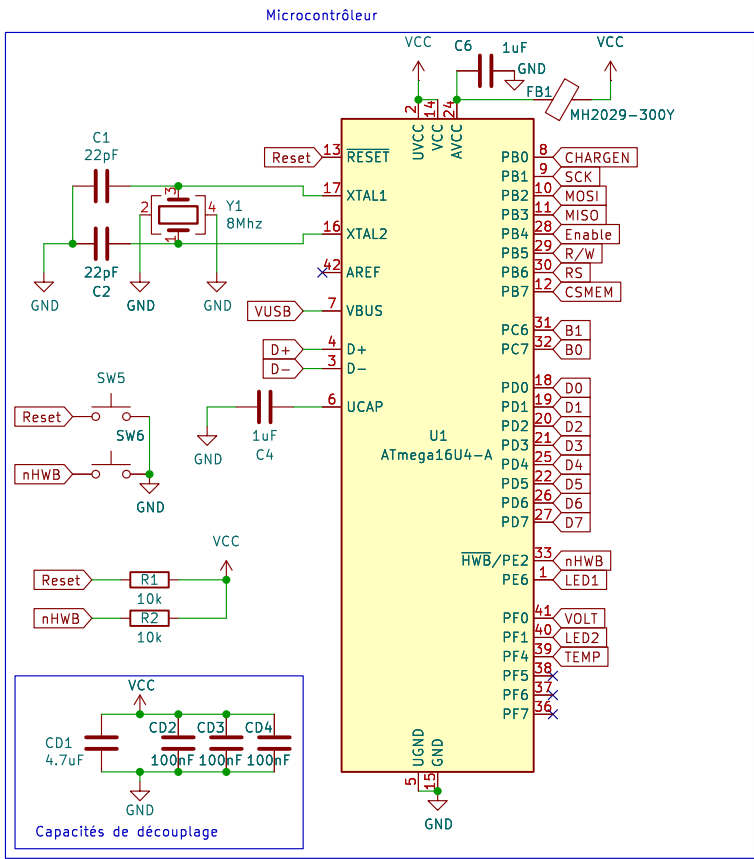 Microcontrôleur
VCC
C6
1uF
GND
FB1
VCC
MH2029-300Y
2
14
24
UVCC
VCC
AVCC
C1
22pF
Reset
13
RESET
17
XTAL1
16
XTAL2
3
2
4
1
Y1
8Mhz
22pF
C2
GND
GND
GND
42
AREF
VUSB
7
VBUS
D+
4
D+
D-
3
D-
6
UCAP
1uF
C4
GND
SW5
Reset
SW6
nHWB
GND
VCC
Reset
R1
10k
nHWB
R2
10k
U1
ATmega16U4-A
PB0
8
CHARGEN
PB1
9
SCK
PB2
10
MOSI
PB3
11
MISO
PB4
28
Enable
PB5
29
R/W
PB6
30
RS
PB7
12
CSMEM
PC6
31
B1
PC7
32
B0
PD0
18
D0
PD1
19
D1
PD2
20
D2
PD3
21
D3
PD4
25
D4
PD5
22
D5
PD6
26
D6
PD7
27
D7
HWB/PE2
33
nHWB
PE6
1
LED1
PF0
41
VOLT
PF1
40
LED2
PF4
39
TEMP
PF5
38
PF6
37
PF7
36
UGND
GND
5
15
GND
VCC
CD1
4.7uF
CD2
100nF
CD3
100nF
CD4
100nF
GND
Capacités de découplage